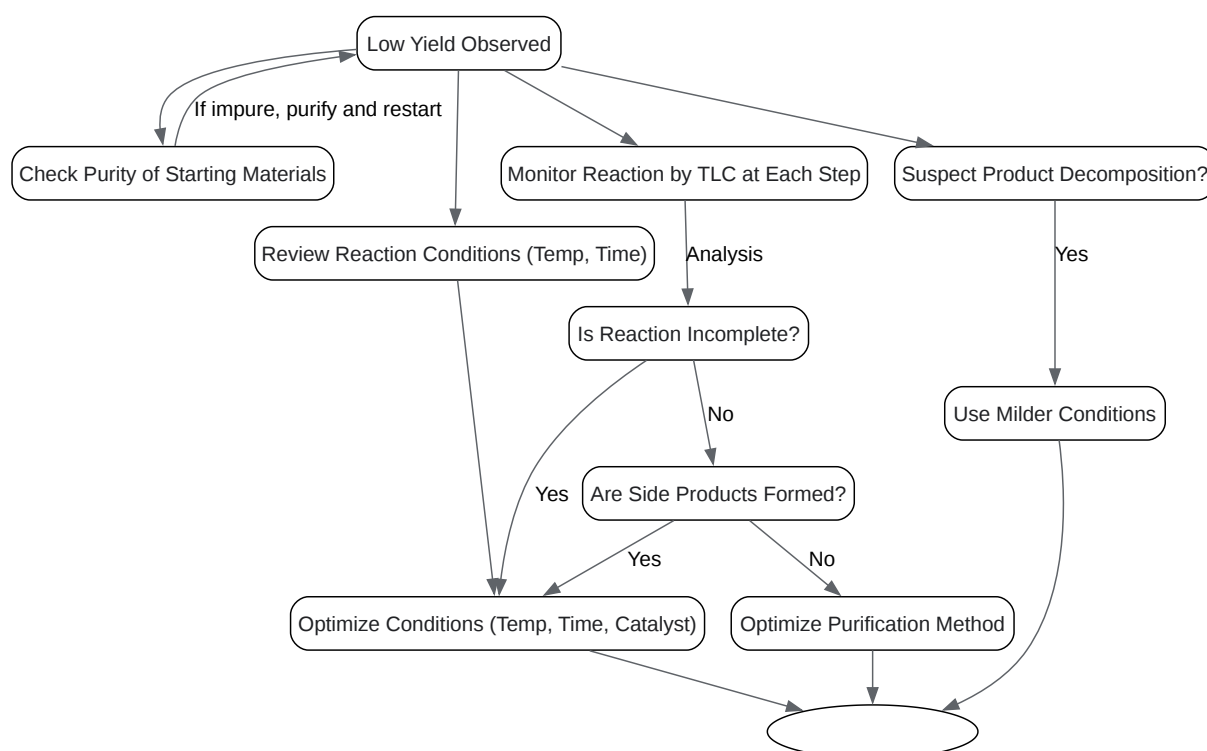 Low Yield Observed
If impure, purify and restart
Check Purity of Starting Materials
Monitor Reaction by TLC at Each Step
Suspect Product Decomposition?
Review Reaction Conditions (Temp, Time)
Analysis
Yes
Is Reaction Incomplete?
No
Use Milder Conditions
Yes
Are Side Products Formed?
Yes
No
Optimize Conditions (Temp, Time, Catalyst)
Optimize Purification Method